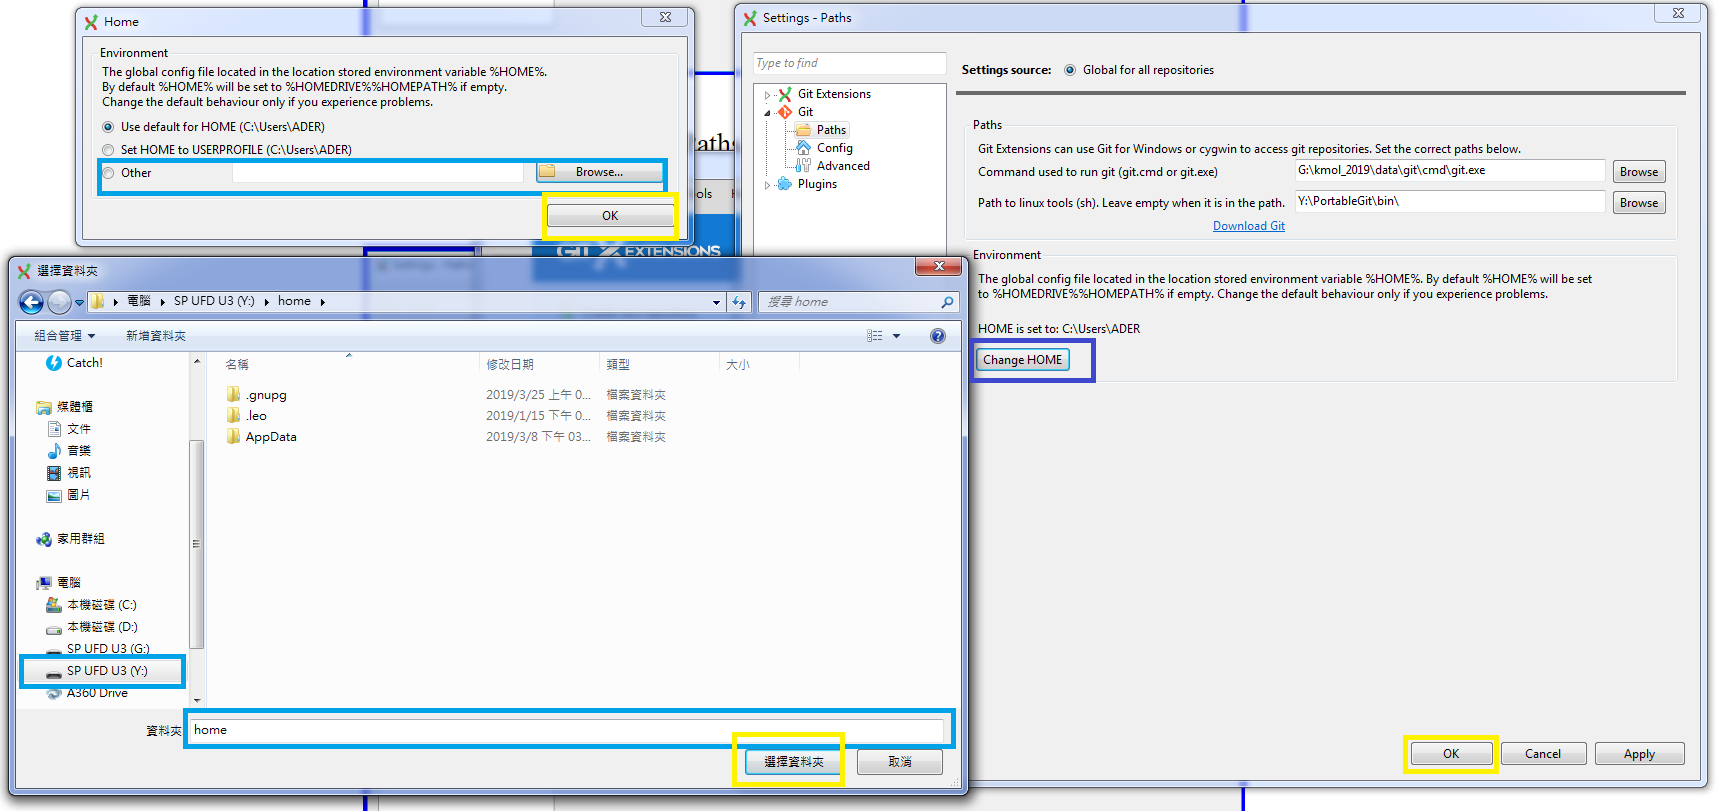 Home
Environment
The global config file located in the location stored environment variable %HOME%.
By default %HOME% will be set to %HOMEDRIVE%%HOMEPATH% if empty.
Change the default behaviour only if you experience problems.
Use default for HOME (C:\Users\ADER)
Set HOME to USERPROFILE (C:\Users\ADER)
Other
Browse...
OK
EXTENSIONS
選擇資料夾
電腦 SP UFD U3 (Y:) home
搜尋 home
組合管理 新增資料夾
Catch!
媒體櫃
文件
音樂
視訊
圖片
家用群組
電腦
本機磁碟 (C:)
本機磁碟 (D:)
SP UFD U3 (G:)
SP UFD U3 (Y:)
A360 Drive
名稱 修改日期 類型 大小
.gnupg 2019/3/25 上午 0... 檔案資料夾
.leo 2019/1/15 下午 0... 檔案資料夾
AppData 2019/3/8 下午 03... 檔案資料夾
資料夾 home
選擇資料夾 取消
Settings - Paths
Type to find
Git Extensions
Git
Paths
Config
Advanced
Plugins
Settings source: Global for all repositories
Paths
Git Extensions can use Git for Windows or cygwin to access git repositories. Set the correct paths below.
Command used to run git (git.cmd or git.exe) G:\kmol_2019\data\git\cmd\git.exe Browse
Path to linux tools (sh). Leave empty when it is in the path. Y:\PortableGit\bin\ Browse
Download Git
Environment
The global config file located in the location stored environment variable %HOME%. By default %HOME% will be set
to %HOMEDRIVE%%HOMEPATH% if empty. Change the default behaviour only if you experience problems.
HOME is set to: C:\Users\ADER
Change HOME
OK Cancel Apply